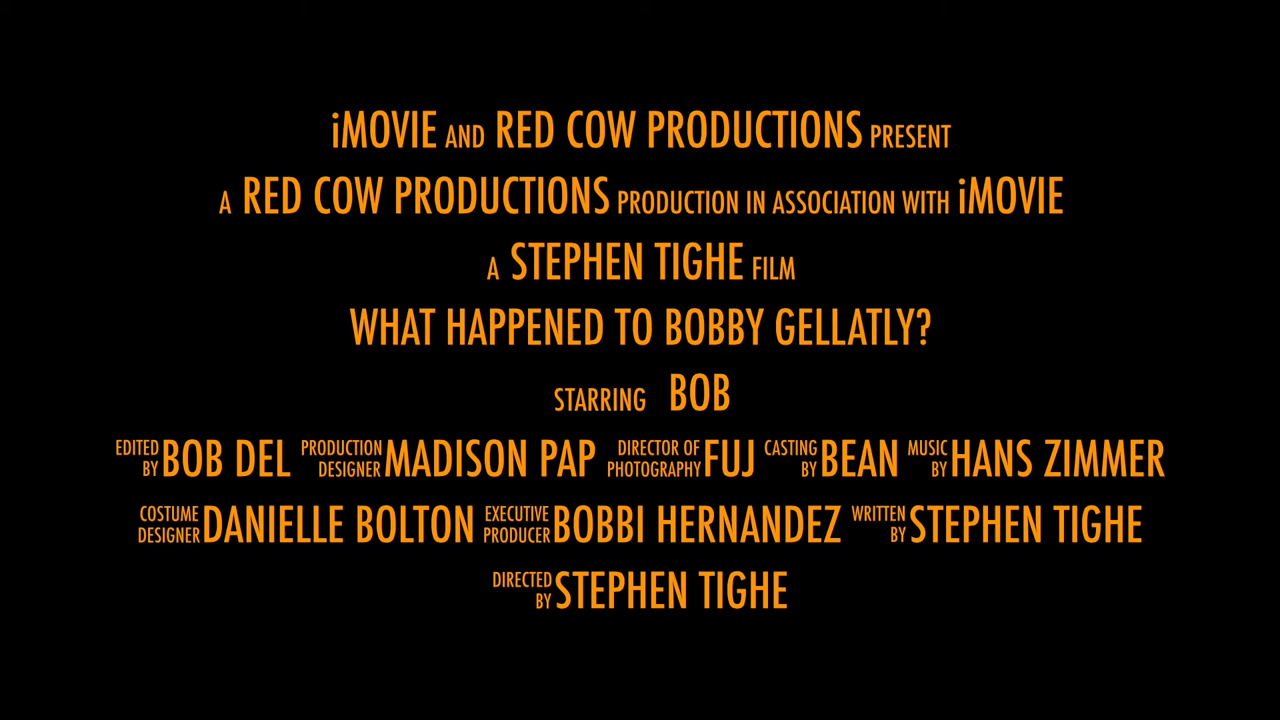 iMOVIE AND RED COW PRODUCTIONS PRESENT
A RED COW PRODUCTIONS PRODUCTION IN ASSOCIATION WITH iMOVIE
A STEPHEN TIGHE FILM
WHAT HAPPENED TO BOBBY GELLATLY?
STARRING BOB
EDITED BY BOB DEL PRODUCTION DESIGNER MADISON PAP DIRECTOR OF PHOTOGRAPHY FUJ CASTING BY BEAN MUSIC BY HANS ZIMMER
COSTUME DESIGNER DANIELLE BOLTON EXECUTIVE PRODUCER BOBBI HERNANDEZ WRITTEN BY STEPHEN TIGHE
DIRECTED BY STEPHEN TIGHE